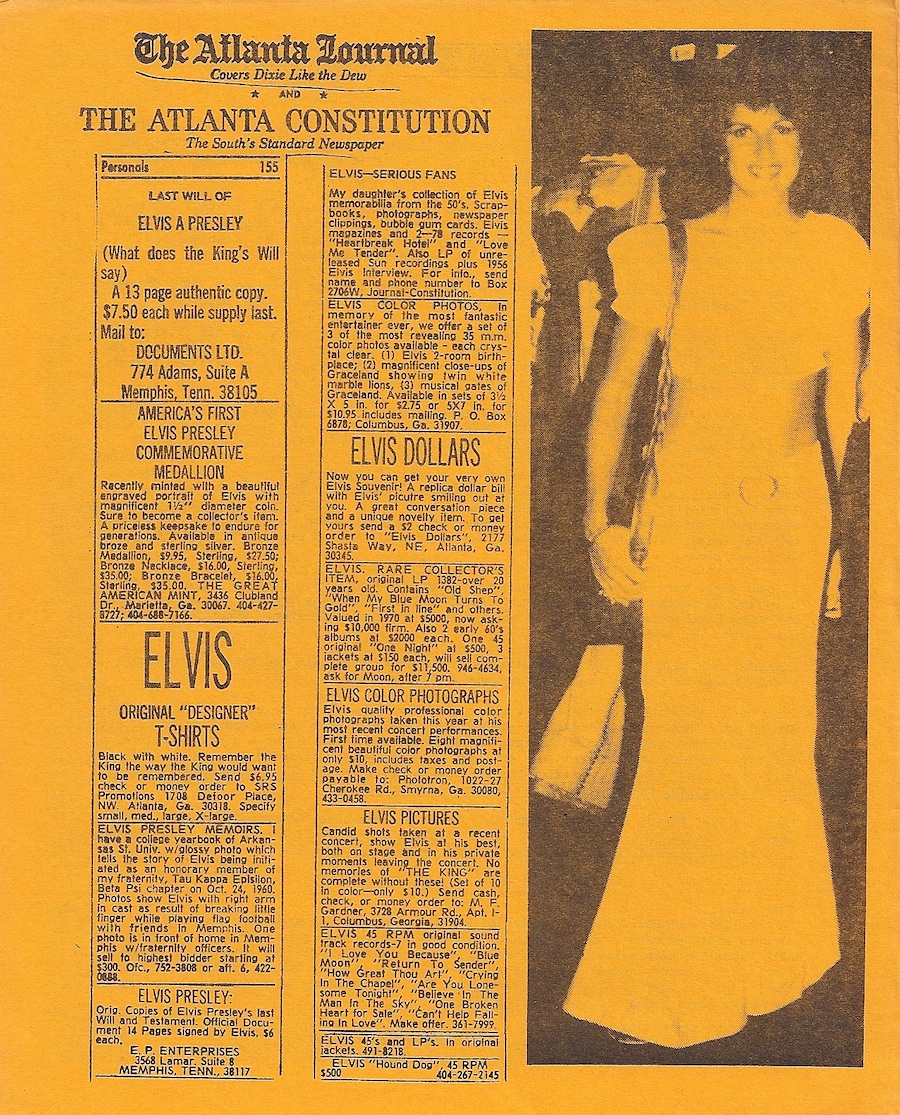 The Atlanta Journal
Covers Dixie Like the Dew
AND
THE ATLANTA CONSTITUTION
The South's Standard Newspaper
Personals 155
LAST WILL OF
ELVIS A PRESLEY
(What does the King's Will
say)
A 13 page authentic copy.
$7.50 each while supply last.
Mail to:
DOCUMENTS LTD.
774 Adams, Suite A
Memphis, Tenn. 38105
AMERICA'S FIRST
ELVIS PRESLEY
COMMEMORATIVE
MEDALLION
Recently minted with a beautiful
engraved portrait of Elvis with
magnificent 1½" diameter coin.
Sure to become a collector's item.
A priceless keepsake to endure for
generations. Available in antique
broze and sterling silver. Bronze
Medallion, $9.95, Sterling, $27.50;
Bronze Necklace, $16.00, Sterling,
$35.00; Bronze Bracelet, $16.00,
Sterling, $35.00. THE GREAT
AMERICAN MINT, 3436 Clubland
Dr., Marietta, Ga. 30067. 404-427-
8727; 404-688-7166.
ELVIS
ORIGINAL "DESIGNER"
T-SHIRTS
Black with white. Remember the
King the way the King would want
to be remembered. Send $6.95
check or money order to SRS
Promotions 1708 Defoor Place,
NW. Atlanta, Ga. 30318. Specify
small, med., large, X-large.
ELVIS PRESLEY MEMOIRS. I
have a college yearbook of Arkan-
sas St. Univ. w/glossy photo which
tells the story of Elvis being initi-
ated as an honorary member of
my fraternity, Tau Kappa Epislon,
Beta Psi chapter on Oct. 24, 1960.
Photos show Elvis with right arm
in cast as result of breaking little
finger while playing flag football
with friends in Memphis. One
photo is in front of home in Mem-
phis w/fraternity officers. It will
sell to highest bidder starting at
$300. Ofc., 752-3808 or aft. 6, 422-
0888.
ELVIS PRESLEY:
Orig. Copies of Elvis Presley's last
Will and Testament. Official Docu-
ment 14 Pages signed by Elvis, $6
each.
E. P. ENTERPRISES
3568 Lamar. Suite 8
MEMPHIS. TENN., 38117
ELVIS—SERIOUS FANS
My daughter's collection of Elvis
memorabilia from the 50's. Scrap-
books, photographs, newspaper
clippings, bubble gum cards. Elvis
magazines and 2—78 records —
"Heartbreak Hotel" and "Love
Me Tender". Also LP of unre-
leased Sun recordings plus 1956
Elvis Interview. For info., send
name and phone number to Box
2706W, Journal-Constitution.
ELVIS COLOR PHOTOS, In
memory of the most fantastic
entertainer ever, we offer a set of
3 of the most revealing 35 m.m.
color photos available - each crys-
tal clear. (1) Elvis 2-room birth-
place; (2) magnificent close-ups of
Graceland showing twin white
marble lions, (3) musical gates of
Graceland. Available in sets of 3½
X 5 in. for $2.75 or 5X7 in. for
$10.95 includes mailing. P. O. Box
6878; Columbus, Ga. 31907.
ELVIS DOLLARS
Now you can get your very own
Elvis Souvenir! A replica dollar bill
with Elvis' picutre smiling out at
you. A great conversation piece
and a unique novelty item. To get
yours send a $2 check or money
order to "Elvis Dollars", 2177
Shasta Way, NE, Atlanta, Ga.
30345.
ELVIS. RARE COLLECTOR'S
ITEM, original LP 1382-over 20
years old. Contains "Old Shep",
"When My Blue Moon Turns To
Gold", "First in line" and others.
Valued in 1970 at $5000, now ask-
ing $10,000 firm. Also 2 early 60's
albums at $2000 each. One 45
original "One Night" at $500, 3
jackets at $150 each, will sell com-
plete group for $11,500. 946-4634,
ask for Moon, after 7 pm.
ELVIS COLOR PHOTOGRAPHS
Elvis quality professional color
photographs taken this year at his
most recent concert performances.
First time available. Eight magnifi-
cent beautiful color photographs at
only $10, includes taxes and post-
age. Make check or money order
payable to: Photolron, 1022-27
Cherokee Rd., Smyrna, Ga. 30080,
433-0458.
ELVIS PICTURES
Candid shots taken at a recent
concert, show Elvis at his best,
both on stage and in his private
moments leaving the concert. No
memories of "THE KING" are
complete without these! (Set of 10
in color—only $10.) Send cash,
check, or money order to: M. F.
Gardner, 3728 Armour Rd., Apt. I-
1, Columbus, Georgia, 31904.
ELVIS 45 RPM original sound
track records-7 in good condition.
"I Love You Because", "Blue
Moon", "Return To Sender",
"How Great Thou Art", "Crying
In The Chapel", "Are You Lone-
some Tonight", "Believe In The
Man In The Sky", "One Broken
Heart for Sale", "Can't Help Fall-
ing In Love". Make offer. 361-7999
ELVIS 45's and LP's. In original
jackets. 491-8218.
ELVIS "Hound Dog", 45 RPM
$500 404-267-2145